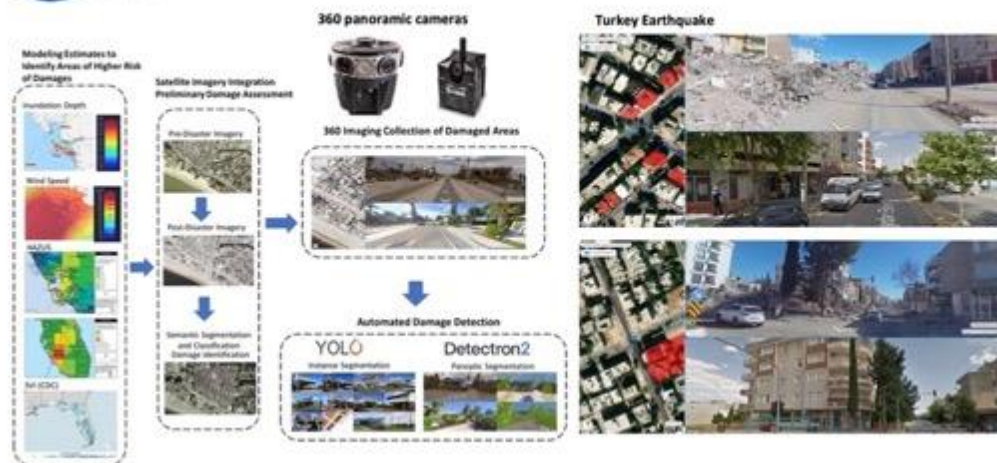 360 panoramic cameras
Turkey Earthquake
Modeling Estimates to
Identify Areas of Higher Risk
of Damages
Satellite Imagery Integration
Preliminary Damage Assessment
Inundation Depth
Pre-Disaster Imagery
360 Imaging Collection of Damaged Areas
Wind Speed
Post-Disaster Imagery
HAZUS
Automated Damage Detection
Semantic Segmentation
and Classification
Damage Identification
YOLO
Detectron2
Instance Segmentation
Panoptic Segmentation
SVI (CDC)